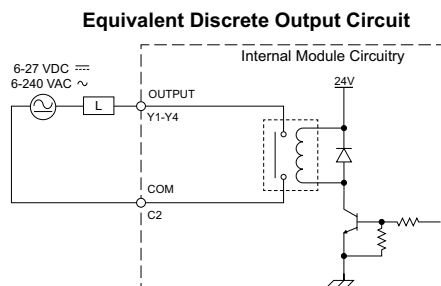 Equivalent Discrete Output Circuit
Internal Module Circuitry
6-27 VDC ⎓
6-240 VAC ∿
24V
L
OUTPUT
Y1-Y4
COM
C2